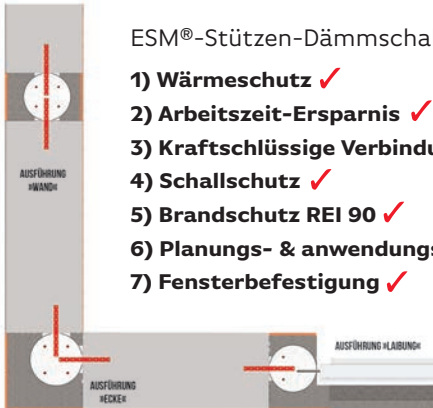 ESM®-Stützen-Dämmscha
1) Wärmeschutz ✓
2) Arbeitszeit-Ersparnis ✓
3) Kraftschlüssige Verbindu
4) Schallschutz ✓
5) Brandschutz REI 90 ✓
6) Planungs- & anwendungs
7) Fensterbefestigung ✓
AUSFÜHRUNG
»WAND«
AUSFÜHRUNG »LAIBUNG«
AUSFÜHRUNG
»ECKE«